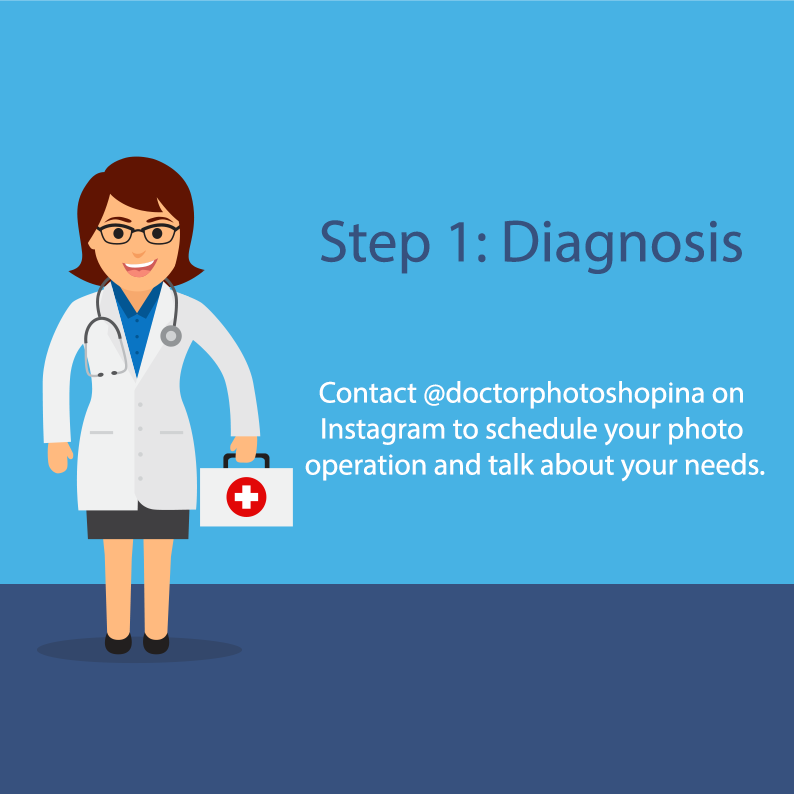 Step 1: Diagnosis
Contact @doctorphotoshopina on
Instagram to schedule your photo
operation and talk about your needs.